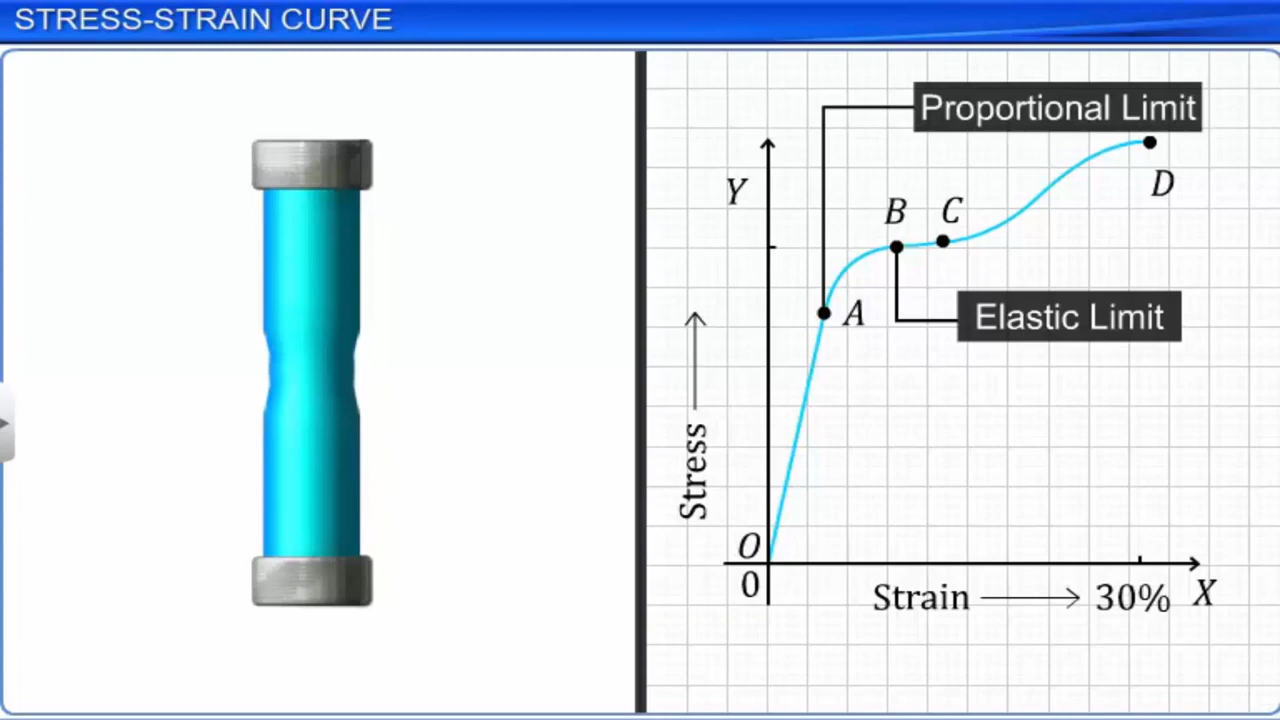 STRESS-STRAIN CURVE
Proportional Limit
Y
B
C
D
A
Elastic Limit
Stress
O
0
Strain
30%
X